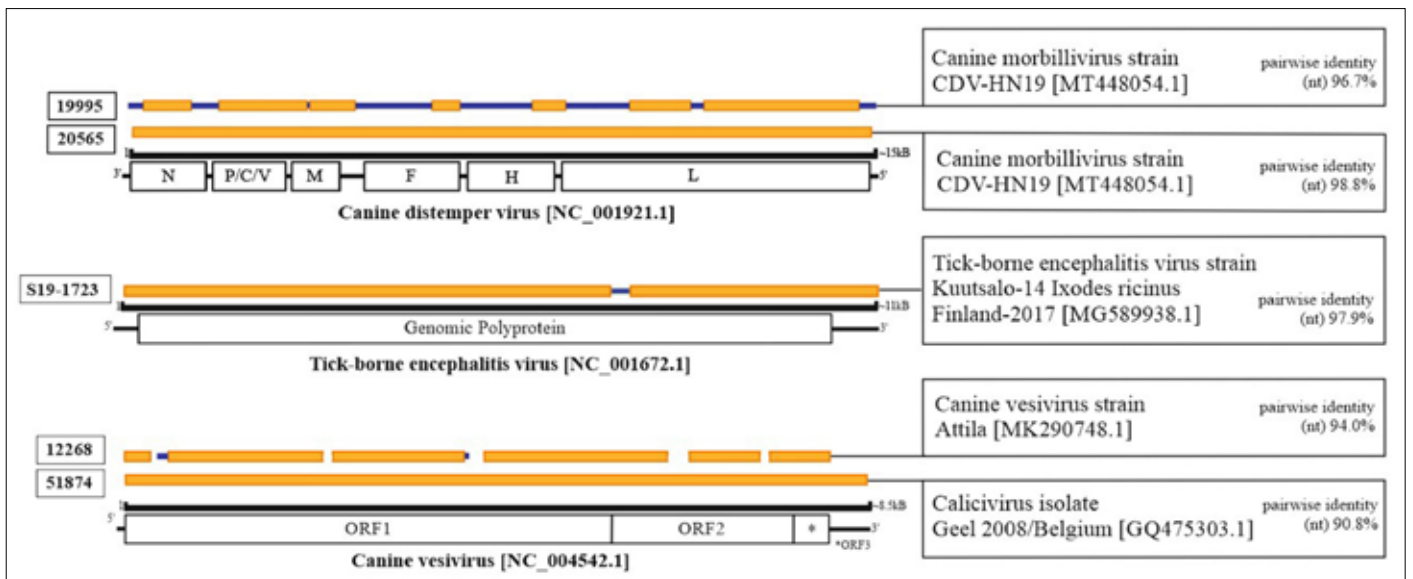 19995
20565
1
~15kB
3'
N
P/C/V
M
F
H
L
5'
Canine distemper virus [NC_001921.1]
Canine morbillivirus strain
CDV-HN19 [MT448054.1]
pairwise identity
(nt) 96.7%
Canine morbillivirus strain
CDV-HN19 [MT448054.1]
pairwise identity
(nt) 98.8%
S19-1723
1
~11kB
5'
Genomic Polyprotein
3'
Tick-borne encephalitis virus [NC_001672.1]
Tick-borne encephalitis virus strain
Kuutsalo-14 Ixodes ricinus
Finland-2017 [MG589938.1]
pairwise identity
(nt) 97.9%
12268
51874
1
~8.5kB
5'
ORF1
ORF2
*
3'
*ORF3
Canine vesivirus [NC_004542.1]
Canine vesivirus strain
Attila [MK290748.1]
pairwise identity
(nt) 94.0%
Calicivirus isolate
Geel 2008/Belgium [GQ475303.1]
pairwise identity
(nt) 90.8%